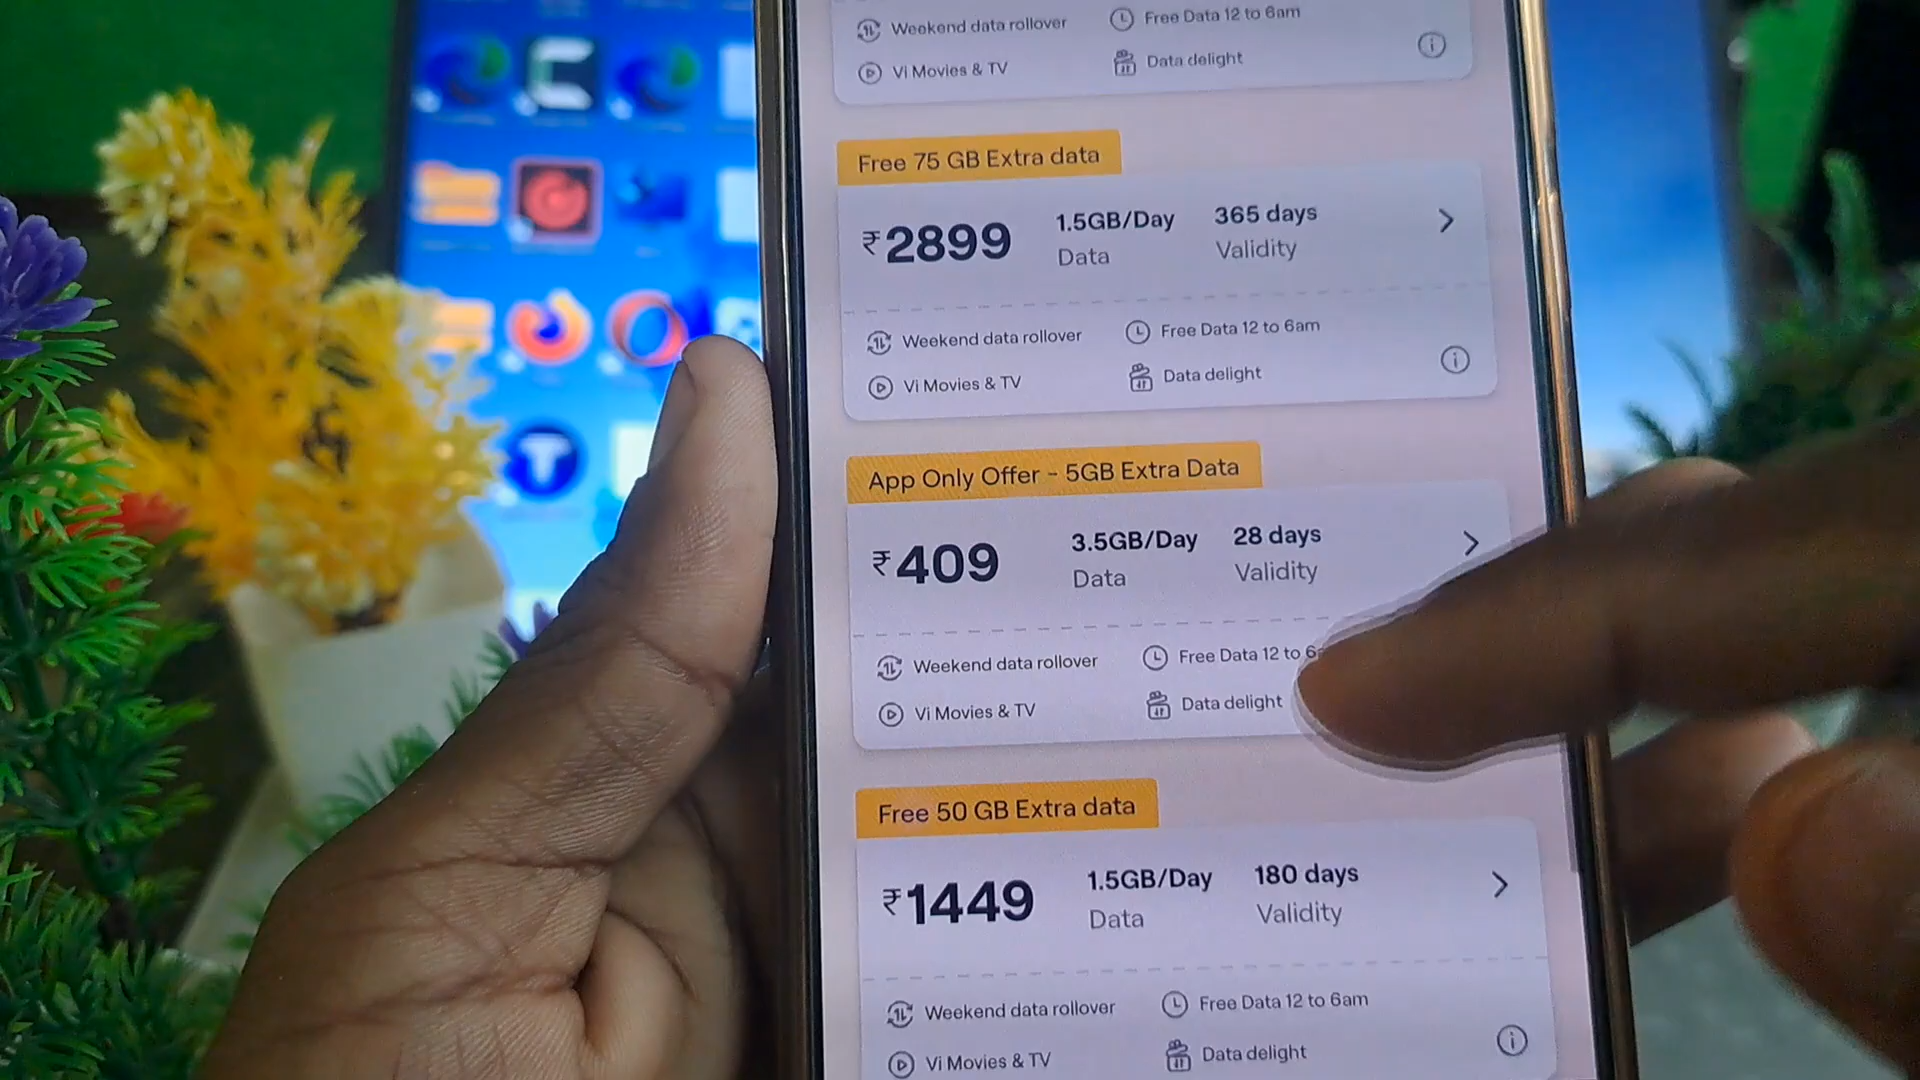 Weekend data rollover
Free Data 12 to 6am
Vi Movies & TV
Data delight
Free 75 GB Extra data
₹2899
1.5GB/Day
365 days
Data
Validity
Weekend data rollover
Free Data 12 to 6am
Vi Movies & TV
Data delight
App Only Offer - 5GB Extra Data
₹409
3.5GB/Day
28 days
Data
Validity
Weekend data rollover
Free Data 12 to 6
Vi Movies & TV
Data delight
Free 50 GB Extra data
₹1449
1.5GB/Day
180 days
Data
Validity
Weekend data rollover
Free Data 12 to 6am
Vi Movies & TV
Data delight